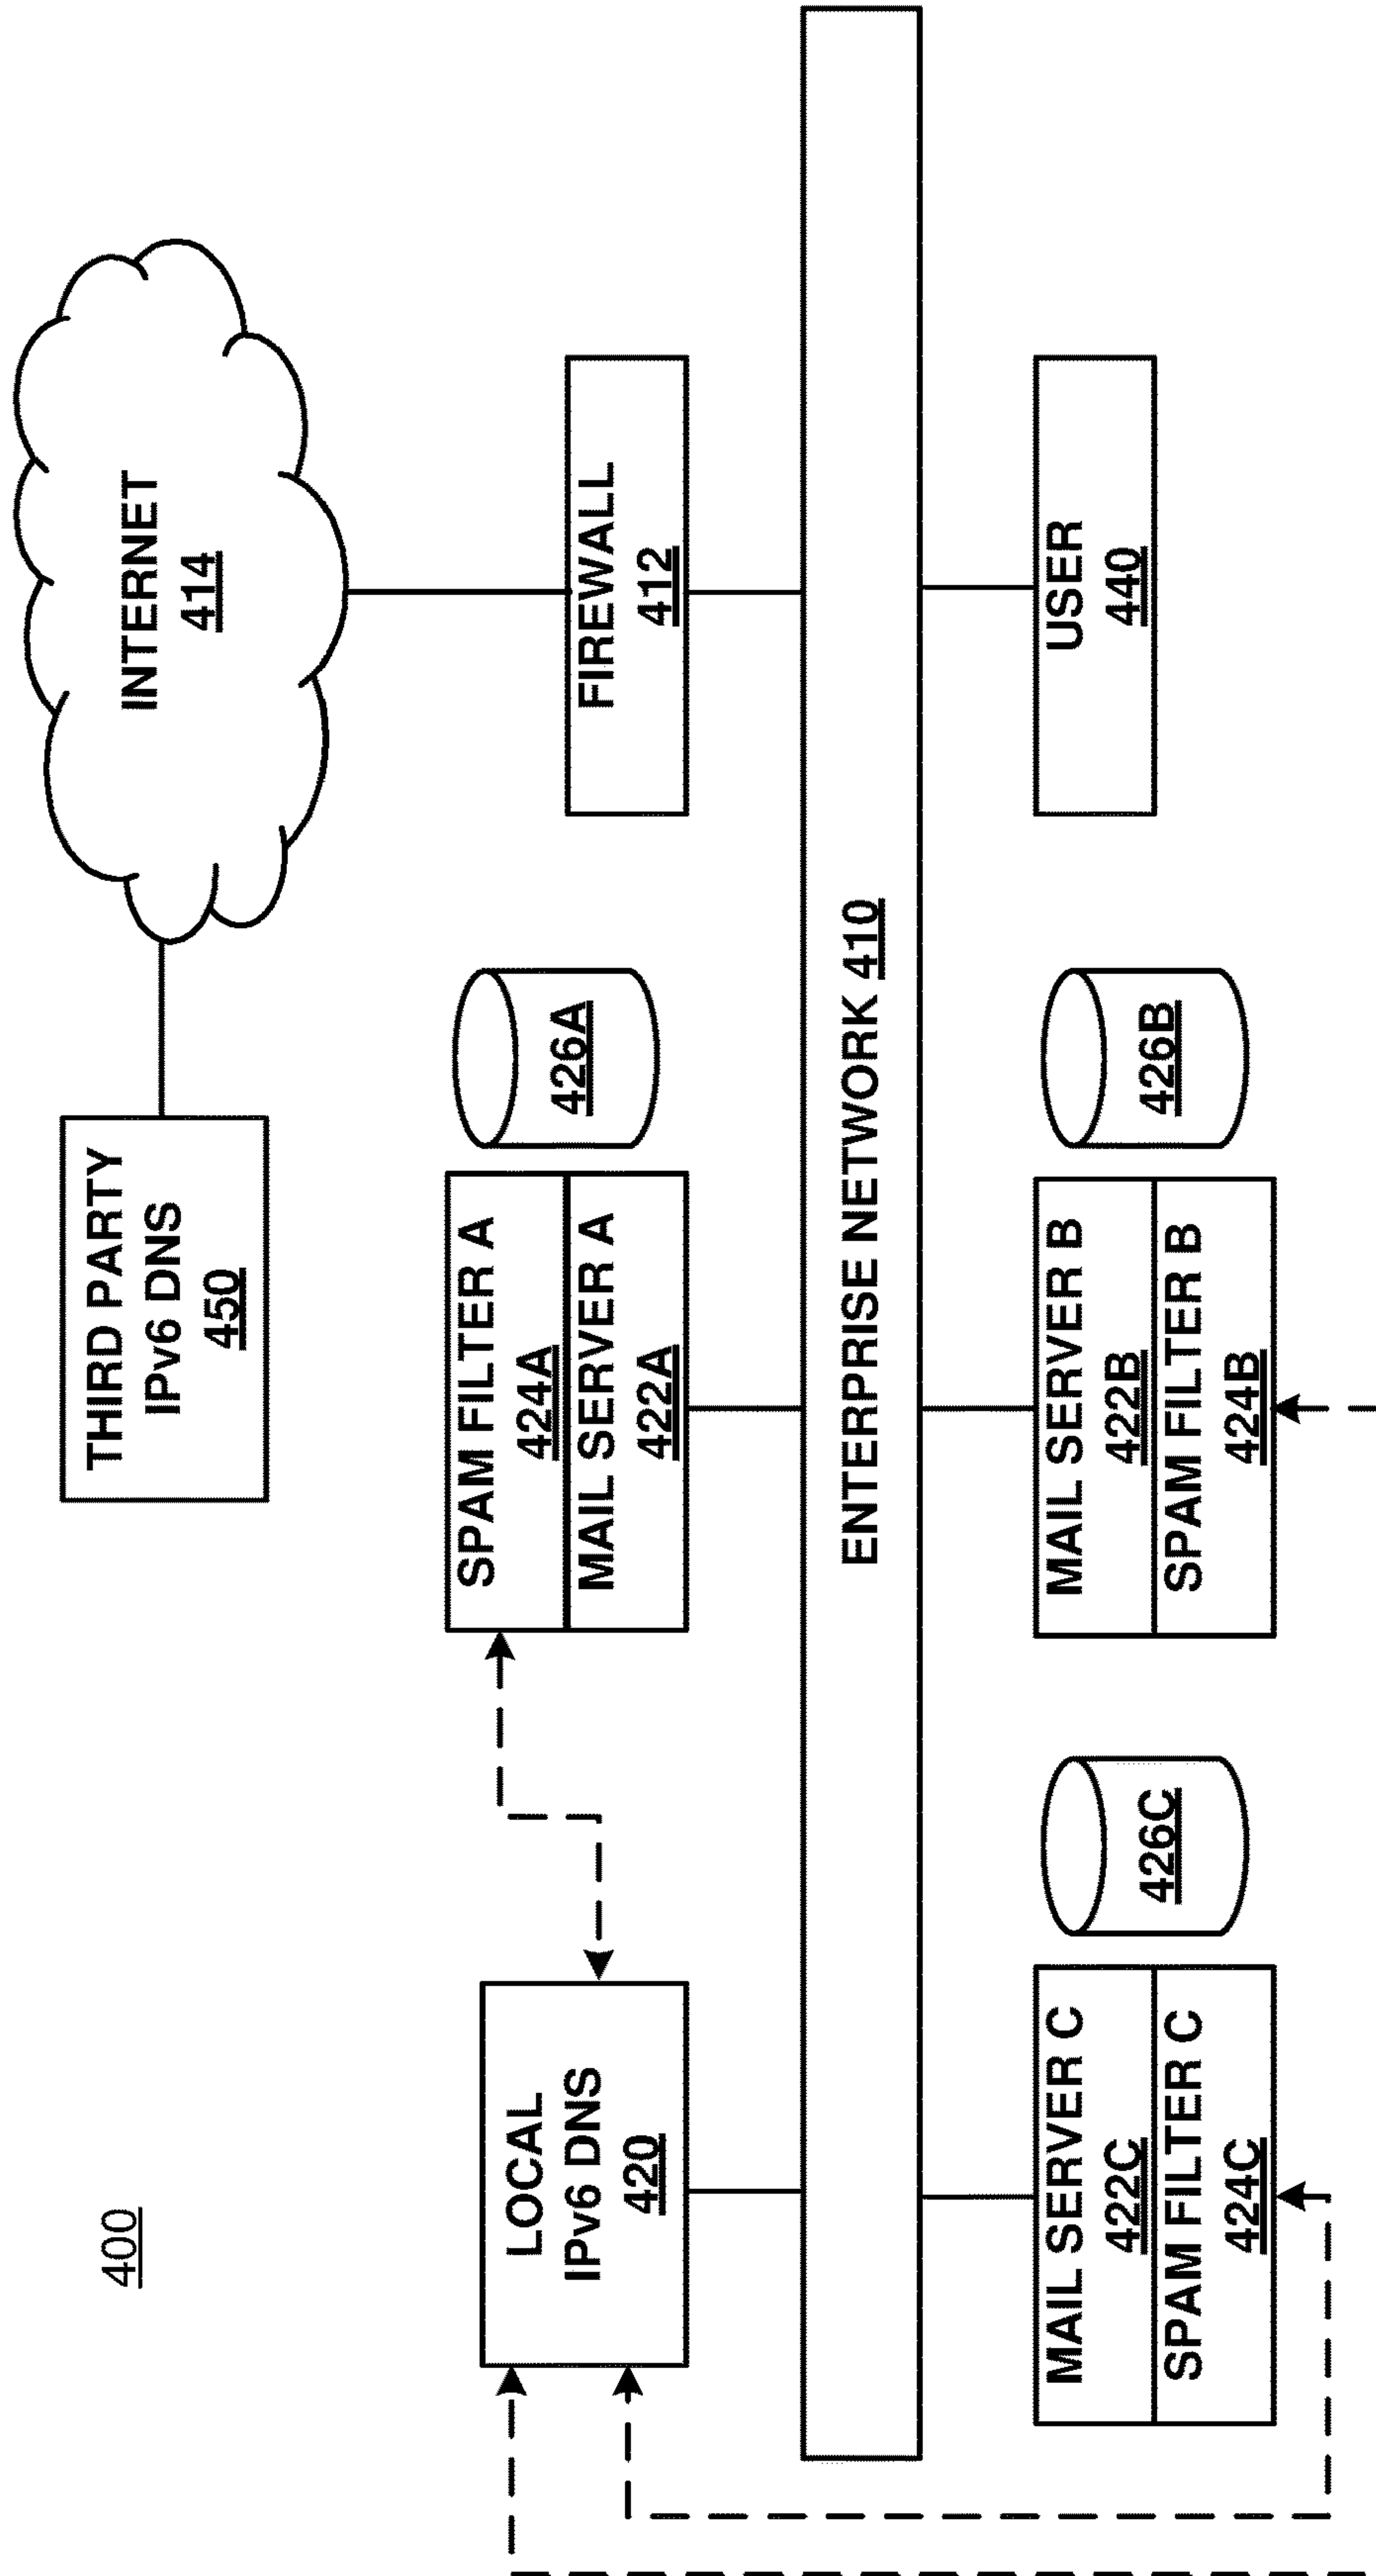 400
THIRD PARTY
IPv6 DNS
450
INTERNET
414
LOCAL
IPv6 DNS
420
SPAM FILTER A
424A
MAIL SERVER A
422A
426A
FIREWALL
412
ENTERPRISE NETWORK 410
MAIL SERVER C
422C
SPAM FILTER C
424C
426C
MAIL SERVER B
422B
SPAM FILTER B
424B
426B
USER
440